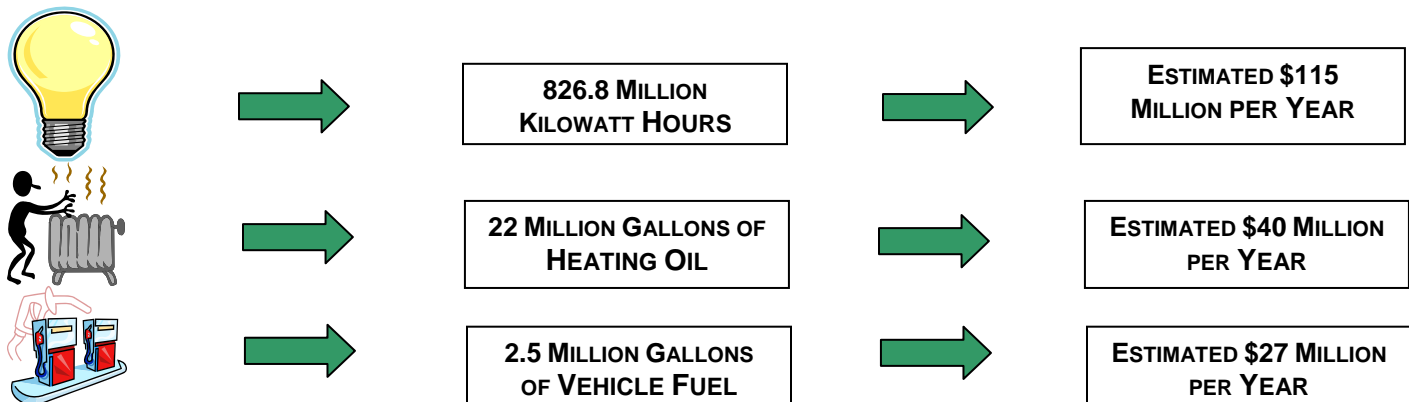 826.8 MILLION
KILOWATT HOURS
ESTIMATED $115
MILLION PER YEAR
22 MILLION GALLONS OF
HEATING OIL
ESTIMATED $40 MILLION
PER YEAR
2.5 MILLION GALLONS
OF VEHICLE FUEL
ESTIMATED $27 MILLION
PER YEAR